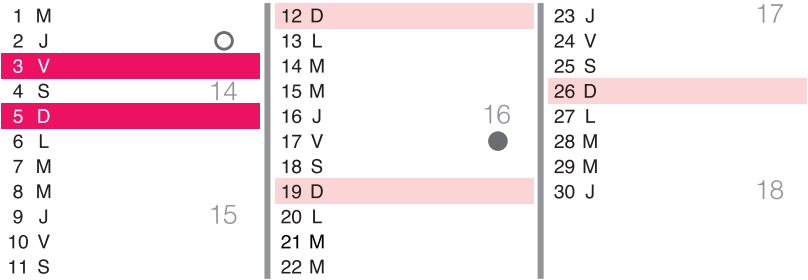 1 M
2 J
3 V
4 S 14
5 D
6 L
7 M
8 M
9 J 15
10 V
11 S
12 D
13 L
14 M
15 M
16 J 16
17 V
18 S
19 D
20 L
21 M
22 M
23 J 17
24 V
25 S
26 D
27 L
28 M
29 M
30 J 18